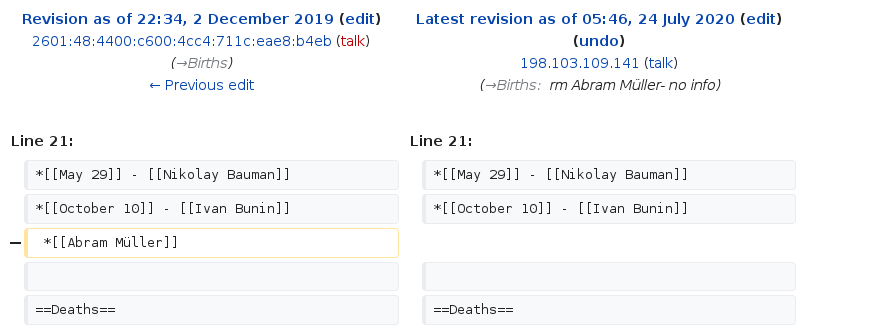 Revision as of 22:34, 2 December 2019 (edit)
2601:48:4400:c600:4cc4:711c:eae8:b4eb (talk)
(→Births)
← Previous edit
Latest revision as of 05:46, 24 July 2020 (edit)
(undo)
198.103.109.141 (talk)
(→Births: rm Abram Müller- no info)
Line 21:
Line 21:
*[[May 29]] - [[Nikolay Bauman]]
*[[May 29]] - [[Nikolay Bauman]]
*[[October 10]] - [[Ivan Bunin]]
*[[October 10]] - [[Ivan Bunin]]
− *[[Abram Müller]]
==Deaths==
==Deaths==